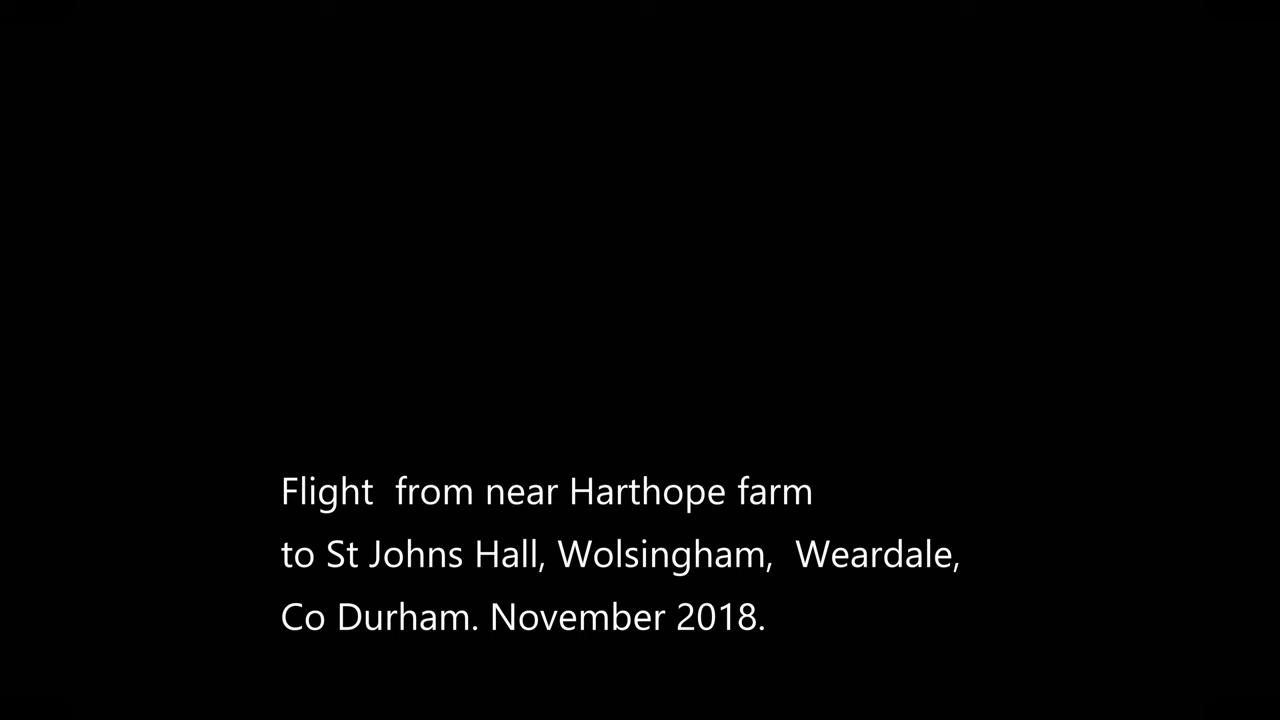 Flight  from near Harthope farm
to St Johns Hall, Wolsingham,  Weardale,
Co Durham. November 2018.